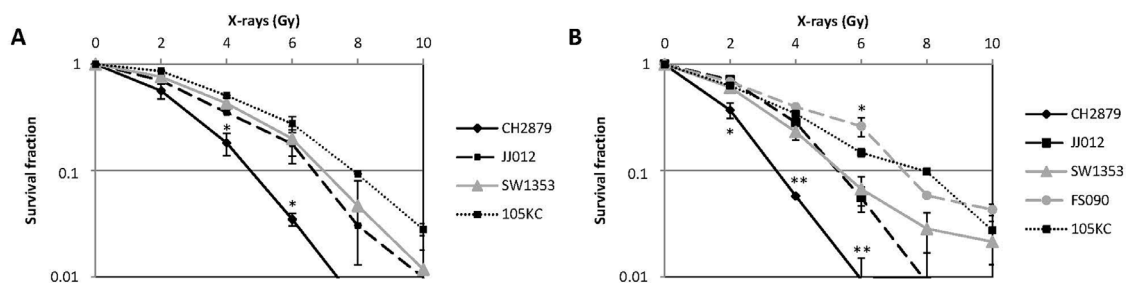 A
X-rays (Gy)
0 2 4 6 8 10
Survival fraction
1
0.1
0.01
*
*
CH2879
JJ012
SW1353
105KC
B
X-rays (Gy)
0 2 4 6 8 10
Survival fraction
1
0.1
0.01
*
*
**
**
CH2879
JJ012
SW1353
FS090
105KC